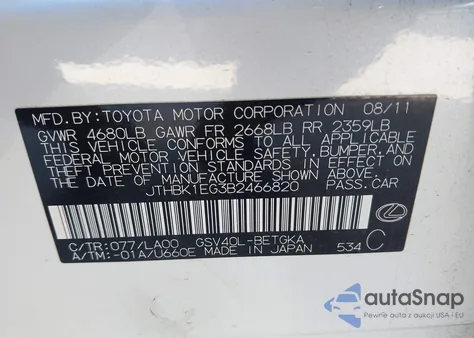 MFD.BY:TOYOTA MOTOR CORPORATION 08/11
GVWR 4680LB GAWR FR 2668LB RR 2359LB
THIS VEHICLE CONFORMS TO ALL APPLICABLE
FEDERAL MOTOR VEHICLE SAFETY, BUMPER, AND
THEFT PREVENTION STANDARDS IN EFFECT ON THE
DATE OF MANUFACTURE SHOWN ABOVE.
JTHBK1EG3B2466820 PASS.CAR
C/TR:077/LA00 GSV40L-BETGKA
A/TM:-01A/U660E MADE IN JAPAN 534 C
autoSnap
Pewne auta z aukcji USA i EU